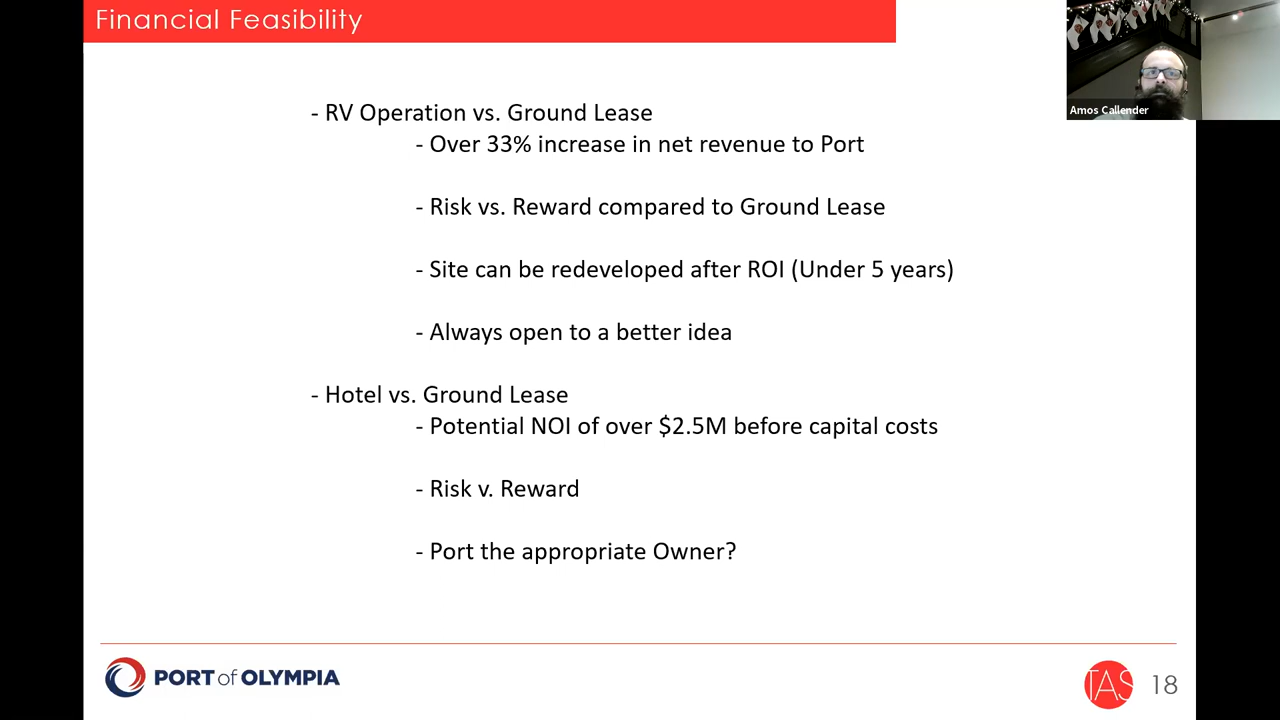 Financial Feasibility
Amos Callender
- RV Operation vs. Ground Lease
- Over 33% increase in net revenue to Port
- Risk vs. Reward compared to Ground Lease
- Site can be redeveloped after ROI (Under 5 years)
- Always open to a better idea
- Hotel vs. Ground Lease
- Potential NOI of over $2.5M before capital costs
- Risk v. Reward
- Port the appropriate Owner?
PORT of OLYMPIA
TAS
18